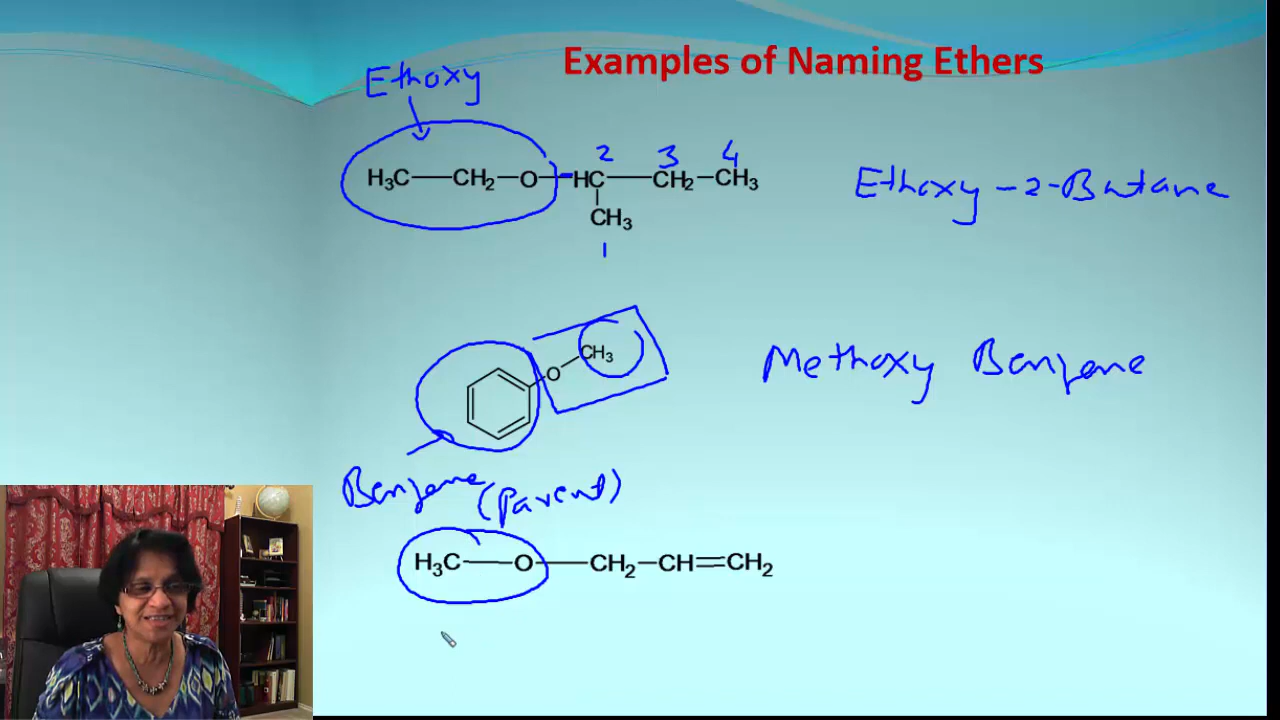 Examples of Naming Ethers
Ethoxy
2 3 4
H3C—CH2—O—HC—CH2—CH3
CH3
1
Ethoxy-2-Butane
CH3
O
Methoxy Benzene
Benzene (Parent)
H3C—O—CH2—CH=CH2